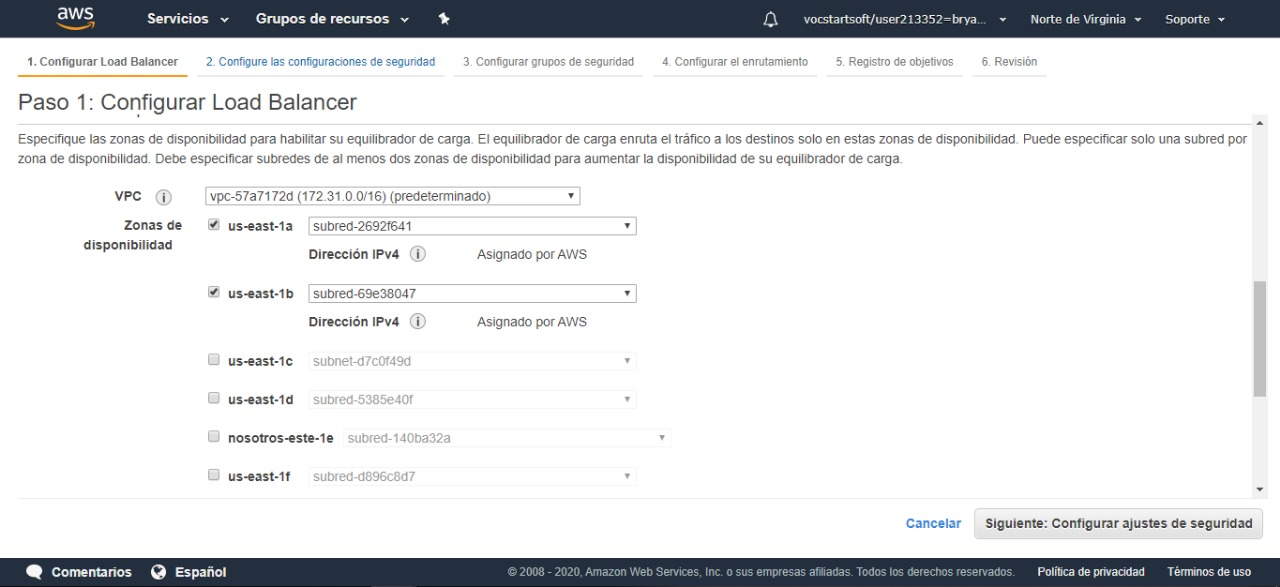 aws Servicios Grupos de recursos vocstartsoft/user213352=brya... Norte de Virginia Soporte
1. Configurar Load Balancer 2. Configure las configuraciones de seguridad 3. Configurar grupos de seguridad 4. Configurar el enrutamiento 5. Registro de objetivos 6. Revisión
Paso 1: Configurar Load Balancer
Especifique las zonas de disponibilidad para habilitar su equilibrador de carga. El equilibrador de carga enruta el tráfico a los destinos solo en estas zonas de disponibilidad. Puede especificar solo una subred por
zona de disponibilidad. Debe especificar subredes de al menos dos zonas de disponibilidad para aumentar la disponibilidad de su equilibrador de carga.
VPC i vpc-57a7172d (172.31.0.0/16) (predeterminado)
Zonas de disponibilidad
us-east-1a subred-2692f641
Dirección IPv4 i Asignado por AWS
us-east-1b subred-69e38047
Dirección IPv4 i Asignado por AWS
us-east-1c subnet-d7c0f49d
us-east-1d subred-5385e40f
nosotros-este-1e subred-140ba32a
us-east-1f subred-d896c8d7
Cancelar Siguiente: Configurar ajustes de seguridad
Comentarios Español © 2008 - 2020, Amazon Web Services, Inc. o sus empresas afiliadas. Todos los derechos reservados. Política de privacidad Términos de uso